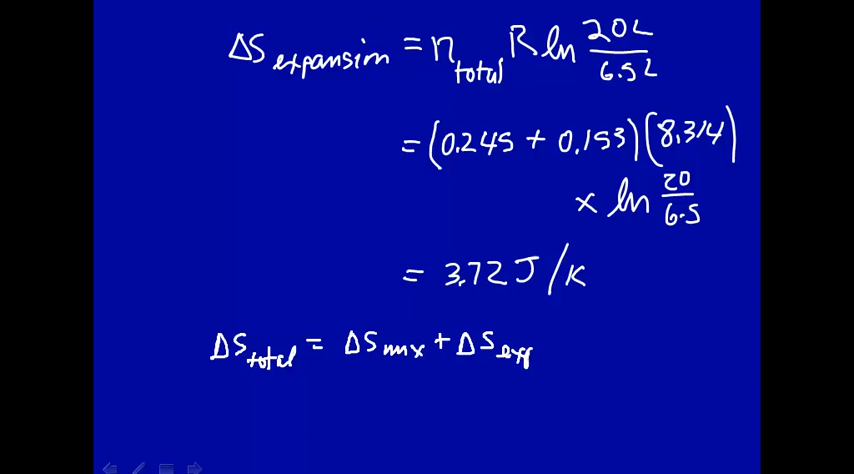 ΔS expansion = n total R ln 20L / 6.5L
= (0.245 + 0.153)(8.314)
x ln 20 / 6.5
= 3.72 J/K
ΔS total = ΔS mix + ΔS exp